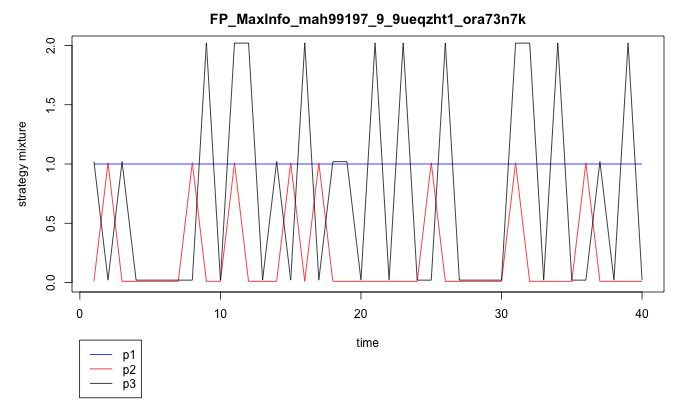 FP_MaxInfo_mah99197_9_9ueqzht1_ora73n7k
strategy mixture
2.0
1.5
1.0
0.5
0.0
0 10 20 30 40
time
p1
p2
p3